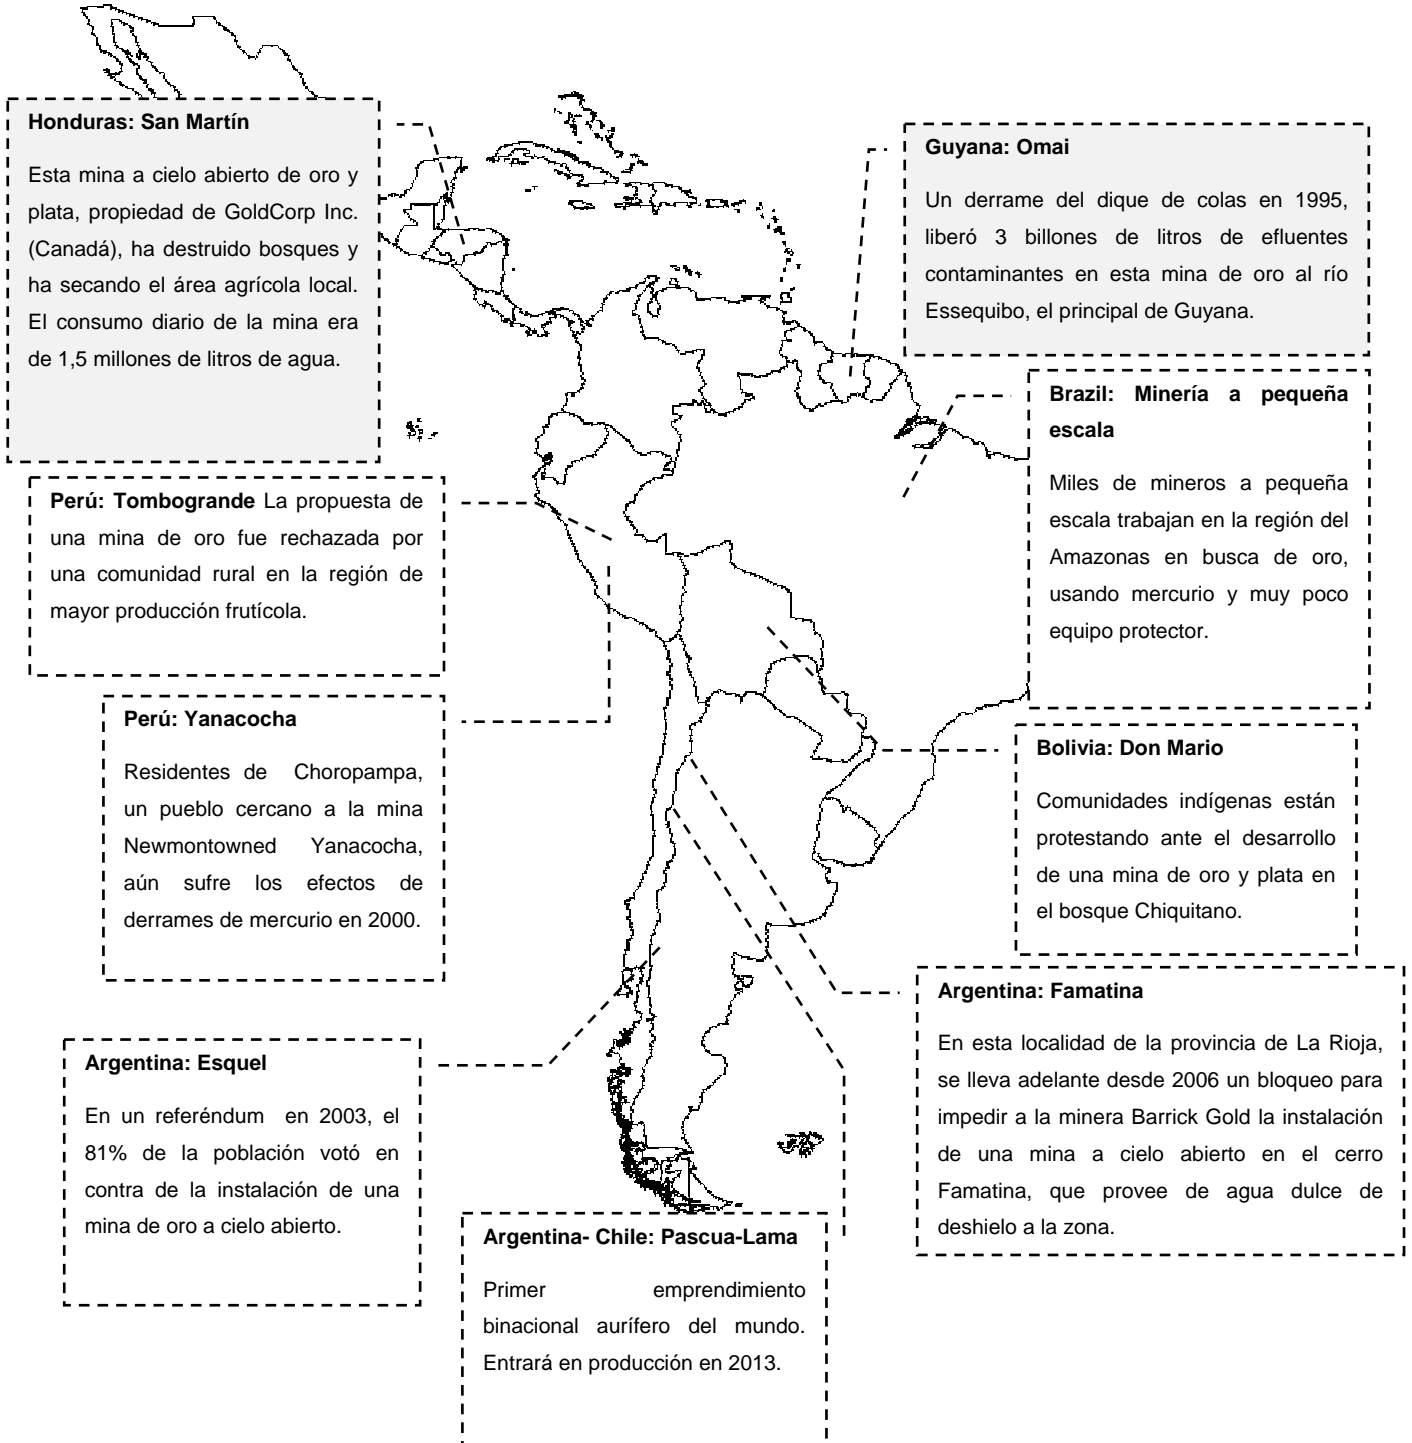 Honduras: San Martín
Esta mina a cielo abierto de oro y
plata, propiedad de GoldCorp Inc.
(Canadá), ha destruido bosques y
ha secando el área agrícola local.
El consumo diario de la mina era
de 1,5 millones de litros de agua.
Guyana: Omai
Un derrame del dique de colas en 1995,
liberó 3 billones de litros de efluentes
contaminantes en esta mina de oro al río
Essequibo, el principal de Guyana.
Brazil: Minería a pequeña
escala
Miles de mineros a pequeña
escala trabajan en la región del
Amazonas en busca de oro,
usando mercurio y muy poco
equipo protector.
Perú: Tombogrande La propuesta de
una mina de oro fue rechazada por
una comunidad rural en la región de
mayor producción frutícola.
Perú: Yanacocha
Residentes de Choropampa,
un pueblo cercano a la mina
Newmontowned Yanacocha,
aún sufre los efectos de
derrames de mercurio en 2000.
Bolivia: Don Mario
Comunidades indígenas están
protestando ante el desarrollo
de una mina de oro y plata en
el bosque Chiquitano.
Argentina: Famatina
En esta localidad de la provincia de La Rioja,
se lleva adelante desde 2006 un bloqueo para
impedir a la minera Barrick Gold la instalación
de una mina a cielo abierto en el cerro
Famatina, que provee de agua dulce de
deshielo a la zona.
Argentina: Esquel
En un referéndum en 2003, el
81% de la población votó en
contra de la instalación de una
mina de oro a cielo abierto.
Argentina- Chile: Pascua-Lama
Primer emprendimiento
binacional aurífero del mundo.
Entrará en producción en 2013.